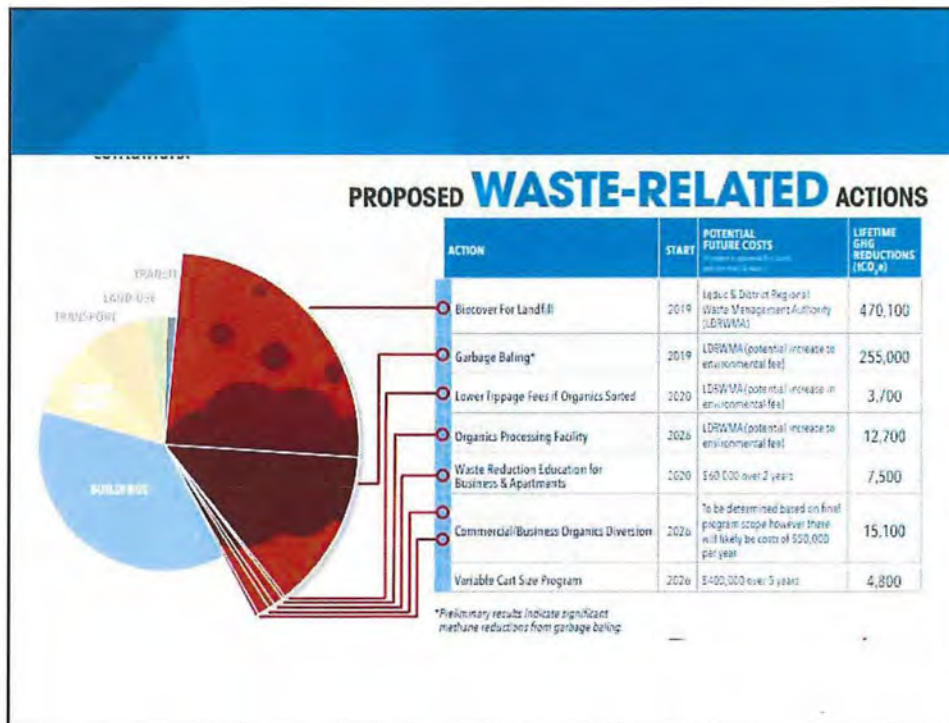 PROPOSED WASTE-RELATED ACTIONS
TRANSIT
LAND-USE
TRANSPORT
BUILDINGS
ACTION
START
POTENTIAL
FUTURE COSTS
LIFETIME
GHG
REDUCTIONS
(tCO₂e)
Biocover For Landfill
2019
Leduc & District Regional
Waste Management Authority
(LDRWMA)
470,100
Garbage Baling*
2019
LDRWMA (potential increase to
environmental fee)
255,000
Lower Tippage Fees if Organics Sorted
2020
LDRWMA (potential increase in
environmental fee)
3,700
Organics Processing Facility
2026
LDRWMA (potential increase to
environmental fee)
12,700
Waste Reduction Education for
Business & Apartments
2020
$60,000 over 2 years
7,500
Commercial/Business Organics Diversion
2026
To be determined based on final
program scope however there
will likely be costs of $50,000
per year
15,100
Variable Cart Size Program
2026
$400,000 over 5 years
4,800
*Preliminary results indicate significant
methane reductions from garbage baling.